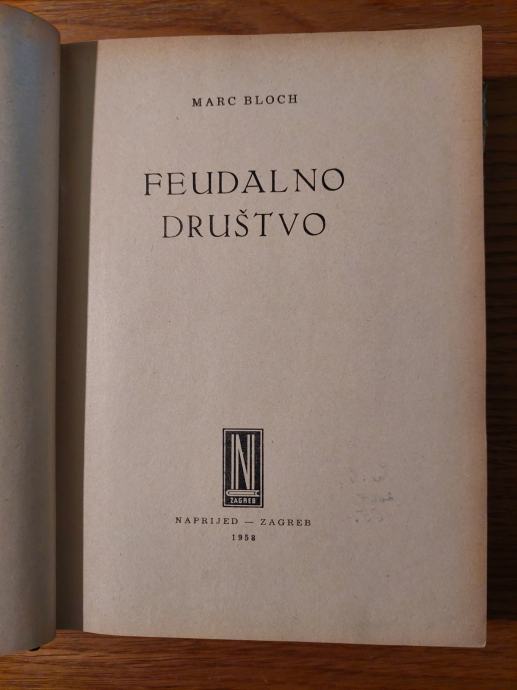 MARC BLOCH
FEUDALNO
DRUŠTVO
N
ZAGREB
NAPRIJED — ZAGREB
1958